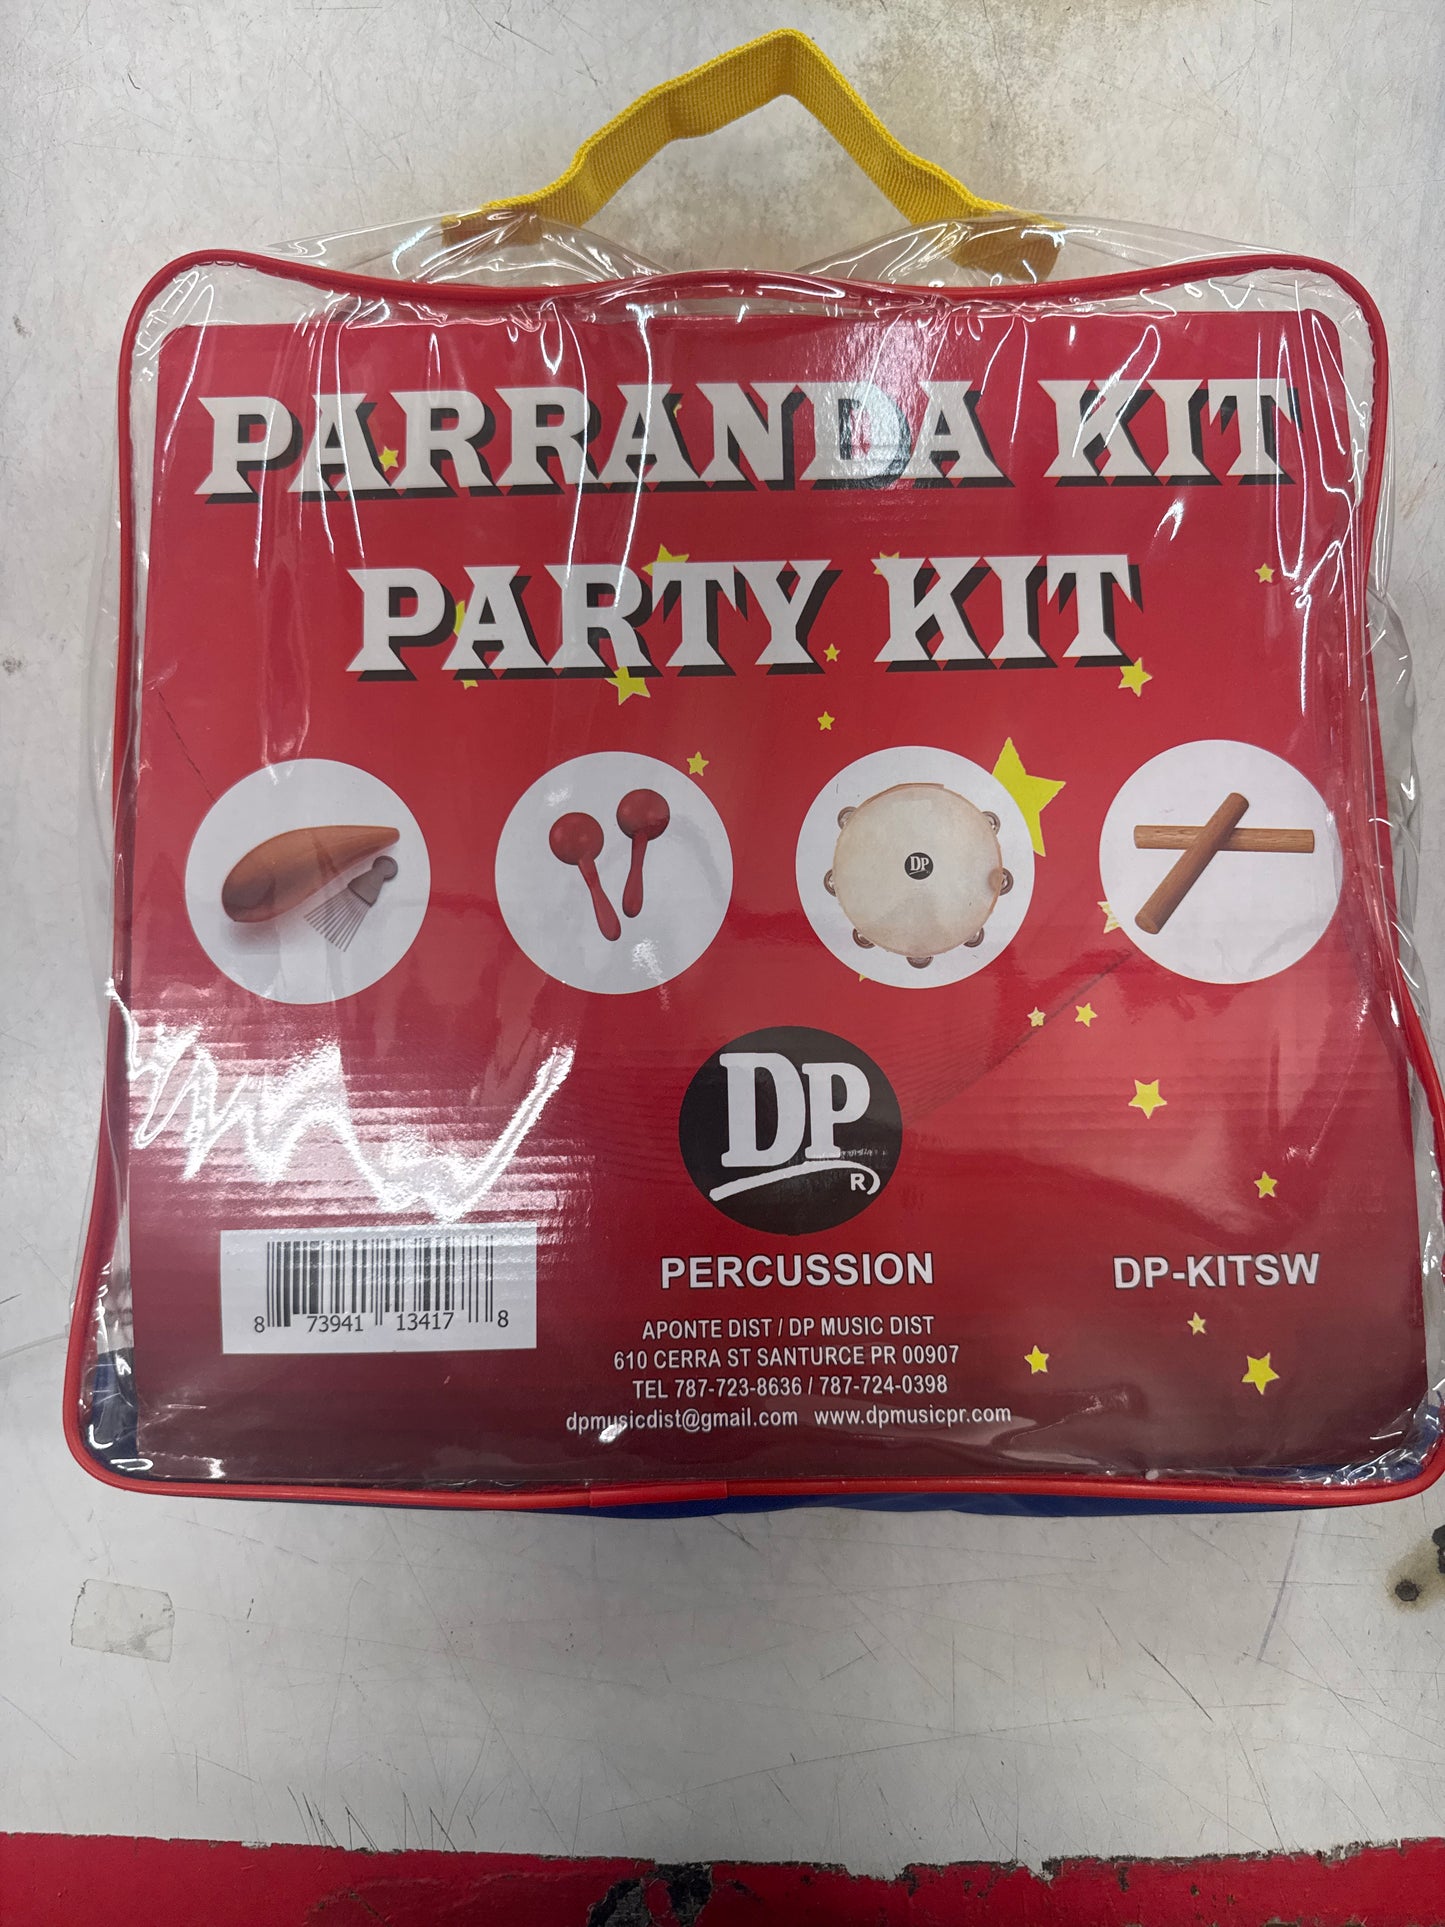 PARRANDA KIT
PARTY KIT
DP
DP
R
PERCUSSION
DP-KITSW
8 73941 13417 8
APONTE DIST / DP MUSIC DIST
610 CERRA ST SANTURCE PR 00907
TEL 787-723-8636 / 787-724-0398
dpmusicdist@gmail.com www.dpmusicpr.com